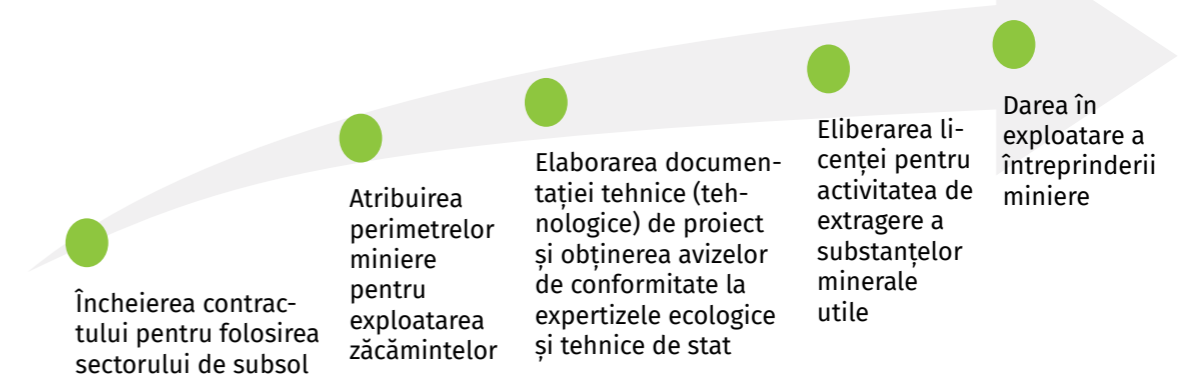 Încheierea contrac-
tului pentru folosirea
sectorului de subsol
Atribuirea
perimetrelor
miniere
pentru
exploatarea
zăcămintelor
Elaborarea documen-
tației tehnice (teh-
nologice) de proiect
și obținerea avizelor
de conformitate la
expertizele ecologice
și tehnice de stat
Eliberarea li-
cenței pentru
activitatea de
extragere a
substanțelor
minerale
utile
Darea în
exploatare a
întreprinderii
miniere